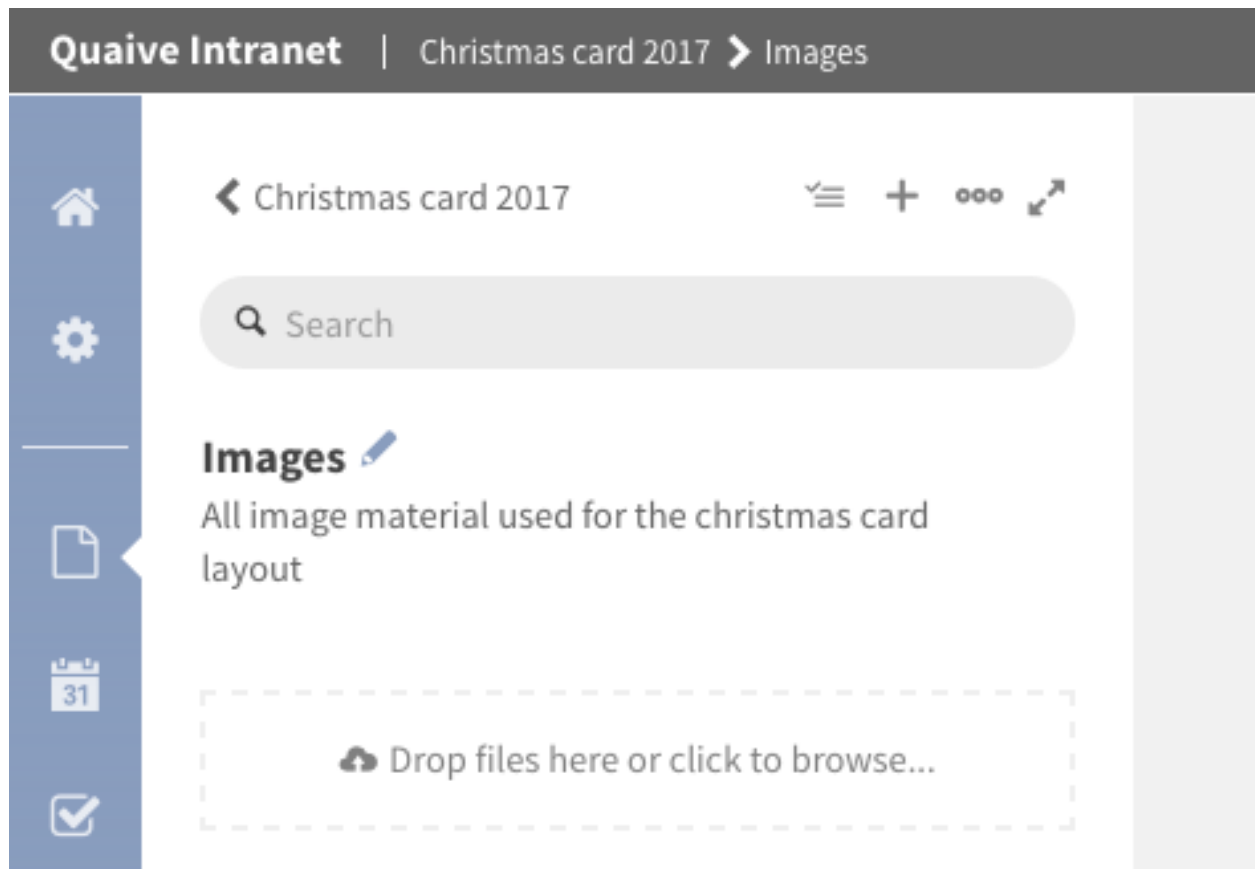 Quaive Intranet | Christmas card 2017 > Images
Christmas card 2017
Search
Images
All image material used for the christmas card
layout
31
Drop files here or click to browse...